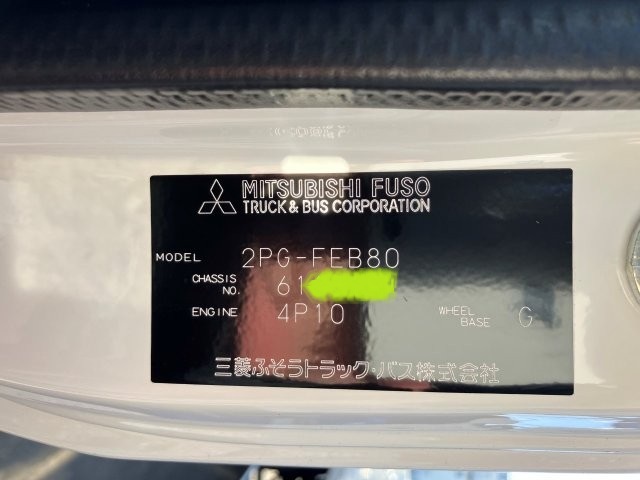 MITSUBISHI FUSO
TRUCK & BUS CORPORATION
MODEL 2PG-FEB80
CHASSIS NO. 61
ENGINE 4P10 WHEEL BASE G
三菱ふそうトラック・バス株式会社